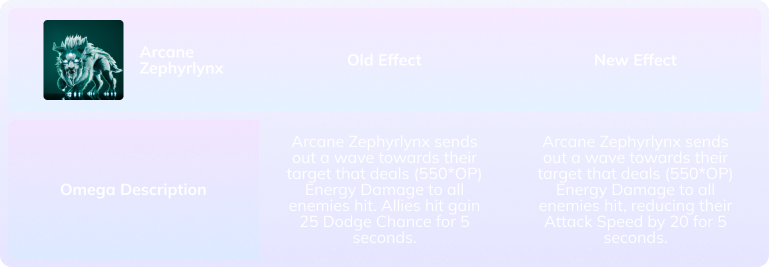 Arcane
Zephyrlynx
Old Effect
New Effect
Omega Description
Arcane Zephyrlynx sends
out a wave towards their
target that deals (550*OP)
Energy Damage to all
enemies hit. Allies hit gain
25 Dodge Chance for 5
seconds.
Arcane Zephyrlynx sends
out a wave towards their
target that deals (550*OP)
Energy Damage to all
enemies hit, reducing their
Attack Speed by 20 for 5
seconds.